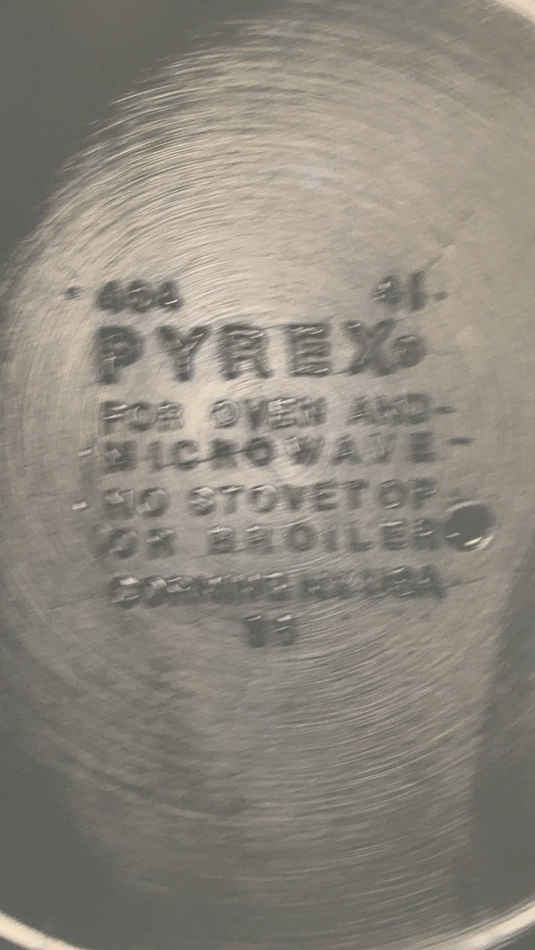 404 4L
PYREX®
FOR OVEN AND
MICROWAVE
NO STOVETOP
OR BROILER
CORNING NY USA